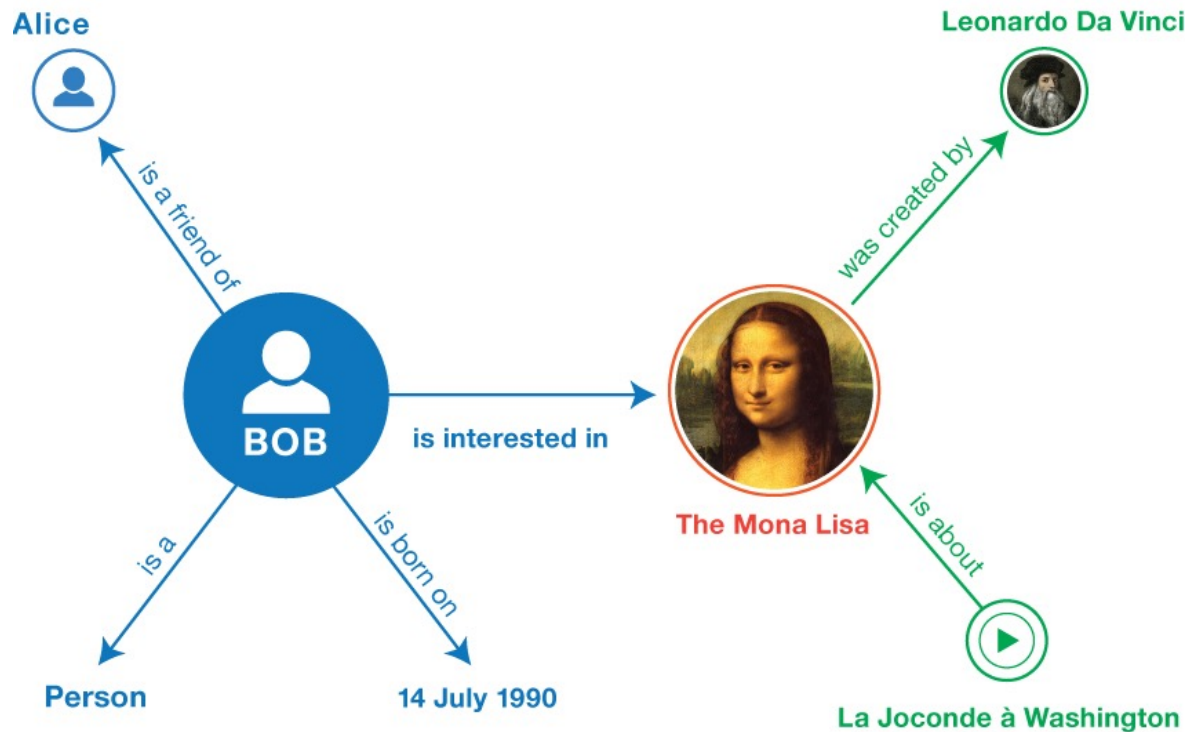 Alice
Leonardo Da Vinci
is a friend of
was created by
BOB
is interested in
The Mona Lisa
is a
is born on
is about
Person
14 July 1990
La Joconde à Washington